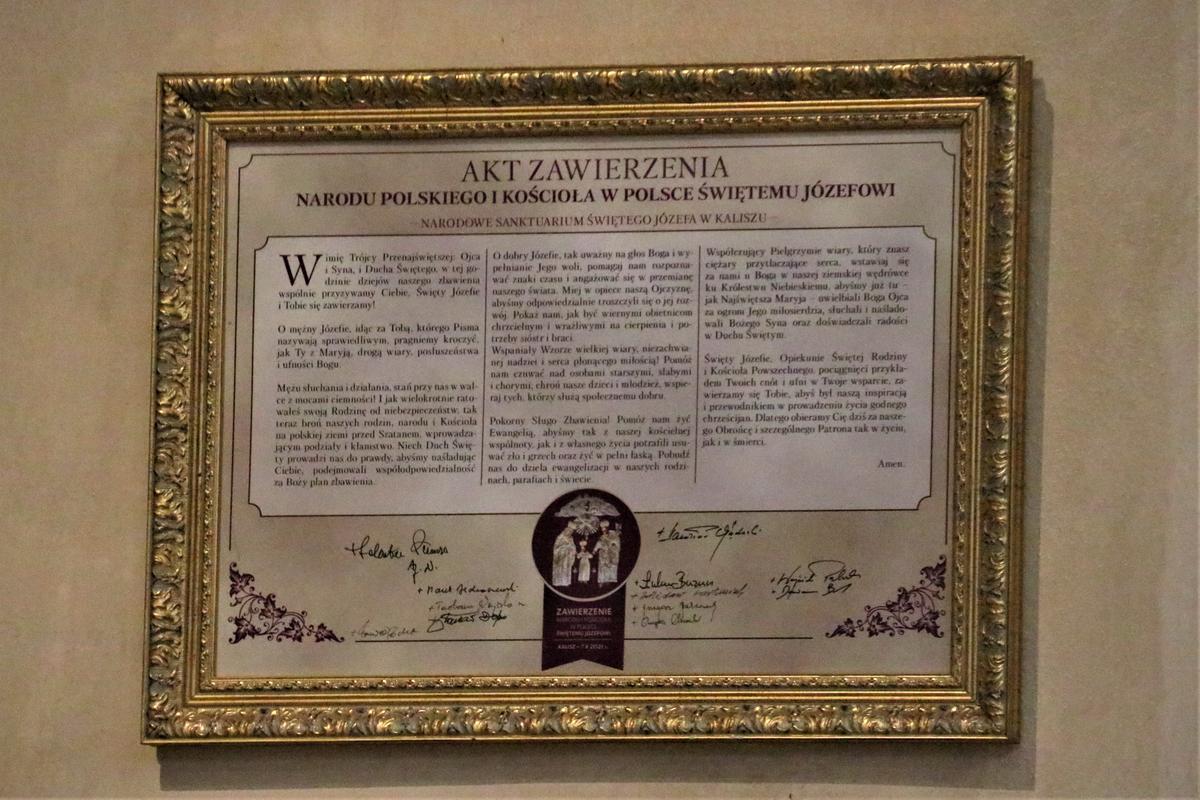 AKT ZAWIERZENIA
NARODU POLSKIEGO I KOŚCIOŁA W POLSCE ŚWIĘTEMU JÓZEFOWI
– NARODOWE SANKTUARIUM ŚWIĘTEGO JÓZEFA W KALISZU –
W imię Trójcy Przenajświętszej: Ojca
i Syna, i Ducha Świętego, w tej go-
dzinie dziejów naszego zbawienia
wspólnie przyzywamy Ciebie, Święty Józefie
i Tobie się zawierzamy!
O mężny Józefie, idąc za Tobą, którego Pisma
nazywają sprawiedliwym, pragniemy kroczyć,
jak Ty z Maryją, drogą wiary, posłuszeństwa
i ufności Bogu.
Mężu słuchania i działania, stań przy nas w wal-
ce z mocami ciemności! I jak wielokrotnie rato-
wałeś swoją Rodzinę od niebezpieczeństw, tak
teraz broń naszych rodzin, narodu i Kościoła
na polskiej ziemi przed Szatanem, wprowadza-
jącym podziały i kłamstwo. Niech Duch Świę-
ty prowadzi nas do prawdy, abyśmy naśladując
Ciebie, podejmowali współodpowiedzialność
za Boży plan zbawienia.
O dobry Józefie, tak uważny na głos Boga i wy-
pełnianie Jego woli, pomagaj nam rozpozna-
wać znaki czasu i angażować się w przemianę
naszego świata. Miej w opiece naszą Ojczyznę,
abyśmy odpowiedzialnie troszczyli się o jej roz-
wój. Pokaż nam, jak być wiernymi obietnicom
chrzcielnym i wrażliwymi na cierpienia i po-
trzeby sióstr i braci.
Wspaniały Wzorze wielkiej wiary, niezachwia-
nej nadziei i serca płonącego miłością! Pomóż
nam czuwać nad osobami starszymi, słabymi
i chorymi, chroń nasze dzieci i młodzież, wspie-
raj tych, którzy służą społecznemu dobru.
Pokorny Sługo Zbawienia! Pomóż nam żyć
Ewangelią, abyśmy tak z naszej kościelnej
wspólnoty, jak i z własnego życia potrafili usu-
wać zło i grzech oraz żyć w pełni łaską. Pobudź
nas do dzieła ewangelizacji w naszych rodzi-
nach, parafiach i świecie.
Współczujący Pielgrzymie wiary, który znasz
ciężary przytłaczające serca, wstawiaj się
za nami u Boga w naszej ziemskiej wędrówce
ku Królestwu Niebieskiemu, abyśmy już tu –
jak Najświętsza Maryja – uwielbiali Boga Ojca
za ogrom Jego miłosierdzia, słuchali i naślado-
wali Bożego Syna oraz doświadczali radości
w Duchu Świętym.
Święty Józefie, Opiekunie Świętej Rodziny
i Kościoła Powszechnego, pociągnięci przykła-
dem Twoich cnót i ufni w Twoje wsparcie, za-
wierzamy się Tobie, abyś był naszą inspiracją
i przewodnikiem w prowadzeniu życia godnego
chrześcijan. Dlatego obieramy Cię dziś za nasze-
go Obrońcę i szczególnego Patrona tak w życiu,
jak i w śmierci.
Amen.
ZAWIERZENIE
NARODU I KOŚCIOŁA
W POLSCE
ŚWIĘTEMU JÓZEFOWI
KALISZ – 7 X 2021 r.